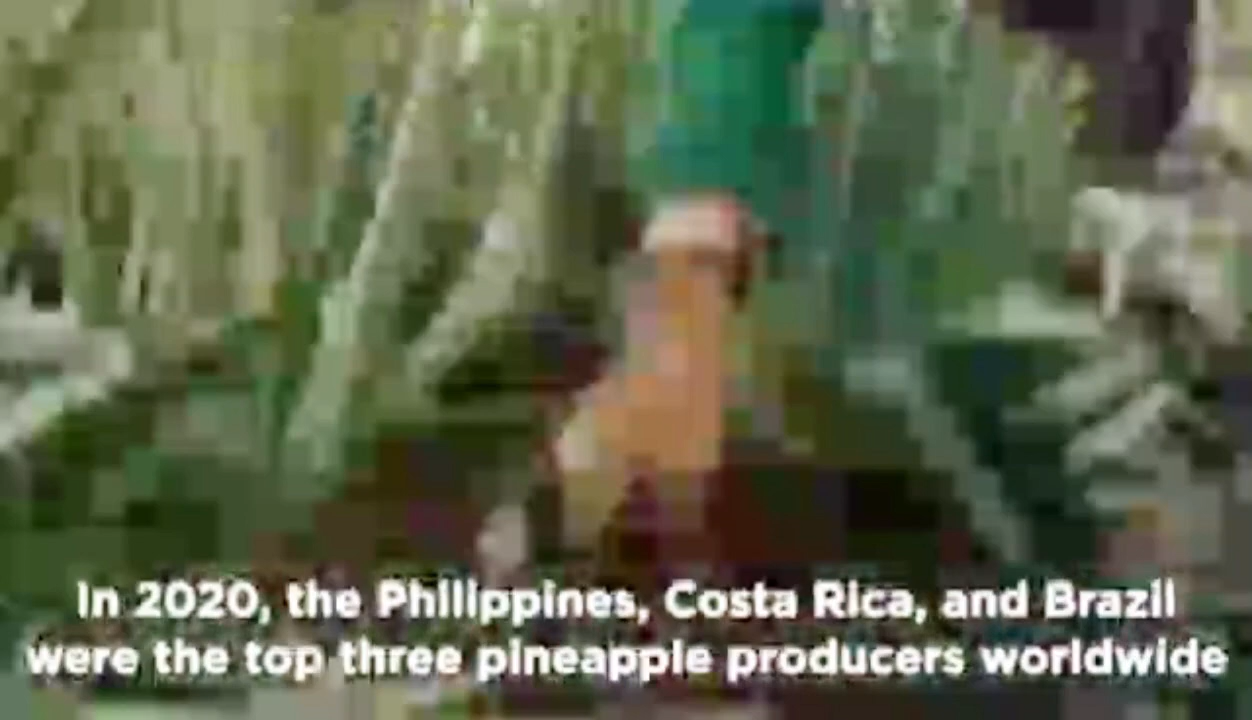 In 2020, the Philippines, Costa Rica, and Brazil
were the top three pineapple producers worldwide